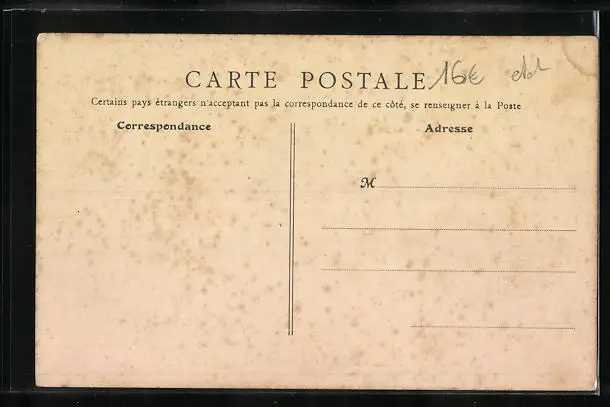 CARTE POSTALE 16€
Certains pays étrangers n'acceptant pas la correspondance de ce côté, se renseigner à la Poste
Correspondance
Adresse
M